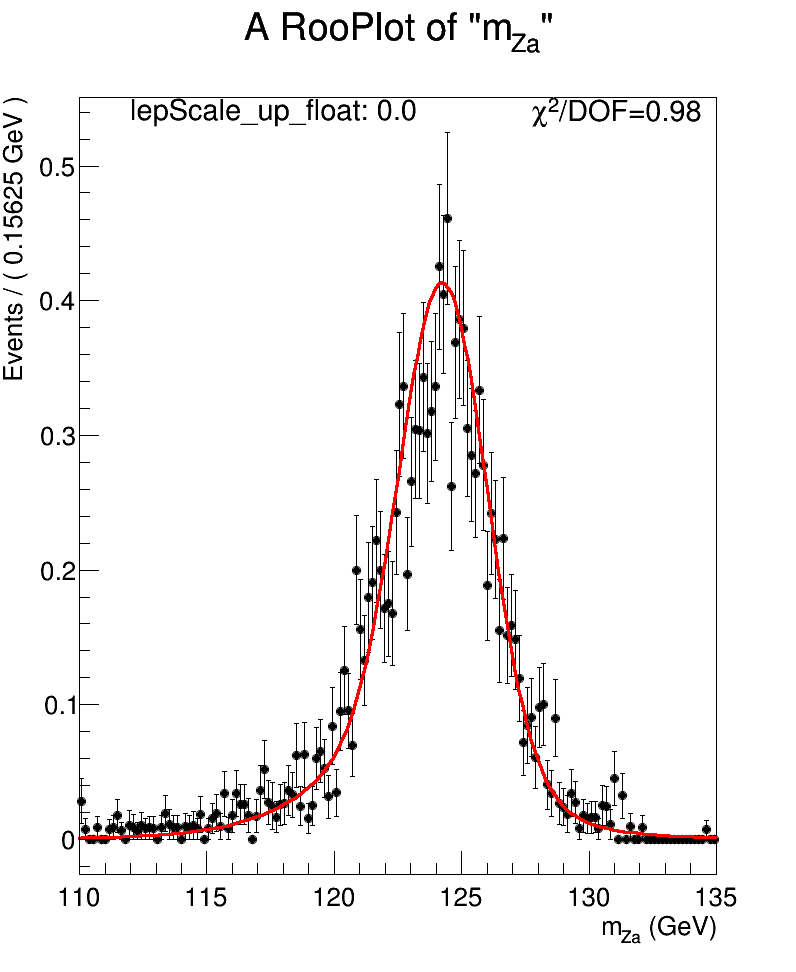 A RooPlot of "m_Za"
lepScale_up_float: 0.0
χ²/DOF=0.98
Events / ( 0.15625 GeV )
0.5
0.4
0.3
0.2
0.1
0
110 115 120 125 130 135
m_Za (GeV)